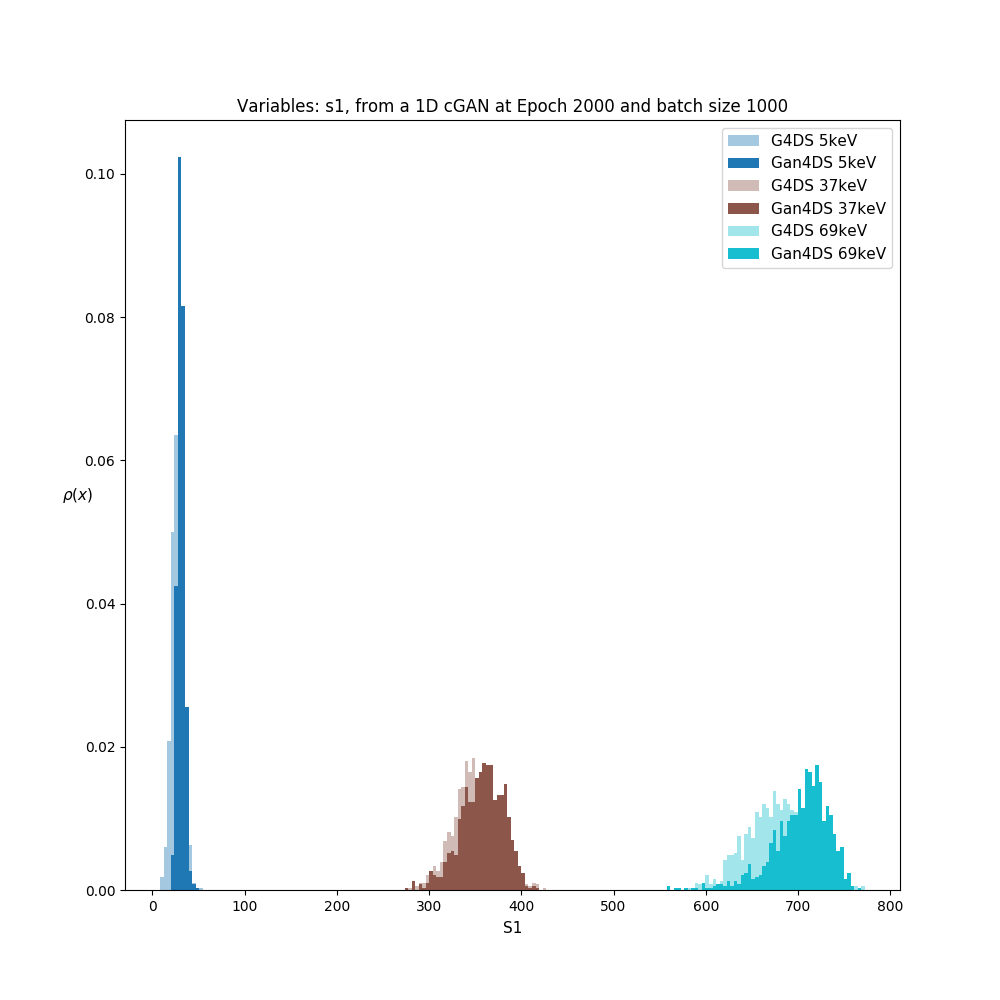 Variables: s1, from a 1D cGAN at Epoch 2000 and batch size 1000
G4DS 5keV
Gan4DS 5keV
G4DS 37keV
Gan4DS 37keV
G4DS 69keV
Gan4DS 69keV
0.10
0.08
0.06
ρ(x)
0.04
0.02
0.00
0 100 200 300 400 500 600 700 800
S1